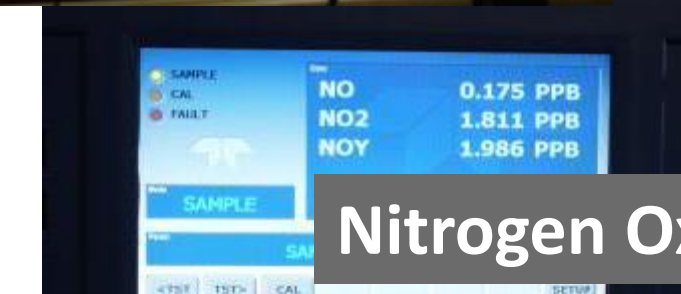 SAMPLE
CAL
FAULT
NO 0.175 PPB
NO2 1.811 PPB
NOY 1.986 PPB
SAMPLE
Nitrogen
<TST TST> CAL SETUP